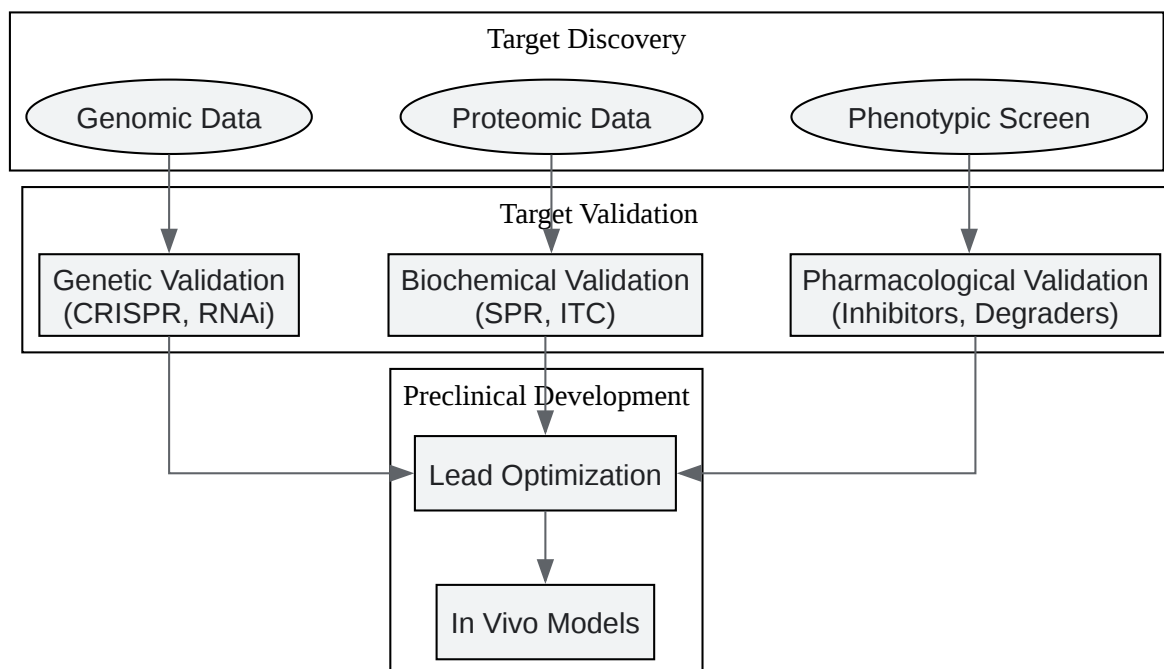 Target Discovery
Genomic Data
Proteomic Data
Phenotypic Screen
Target Validation
Genetic Validation
(CRISPR, RNAi)
Biochemical Validation
(SPR, ITC)
Pharmacological Validation
(Inhibitors, Degraders)
Preclinical Development
Lead Optimization
In Vivo Models